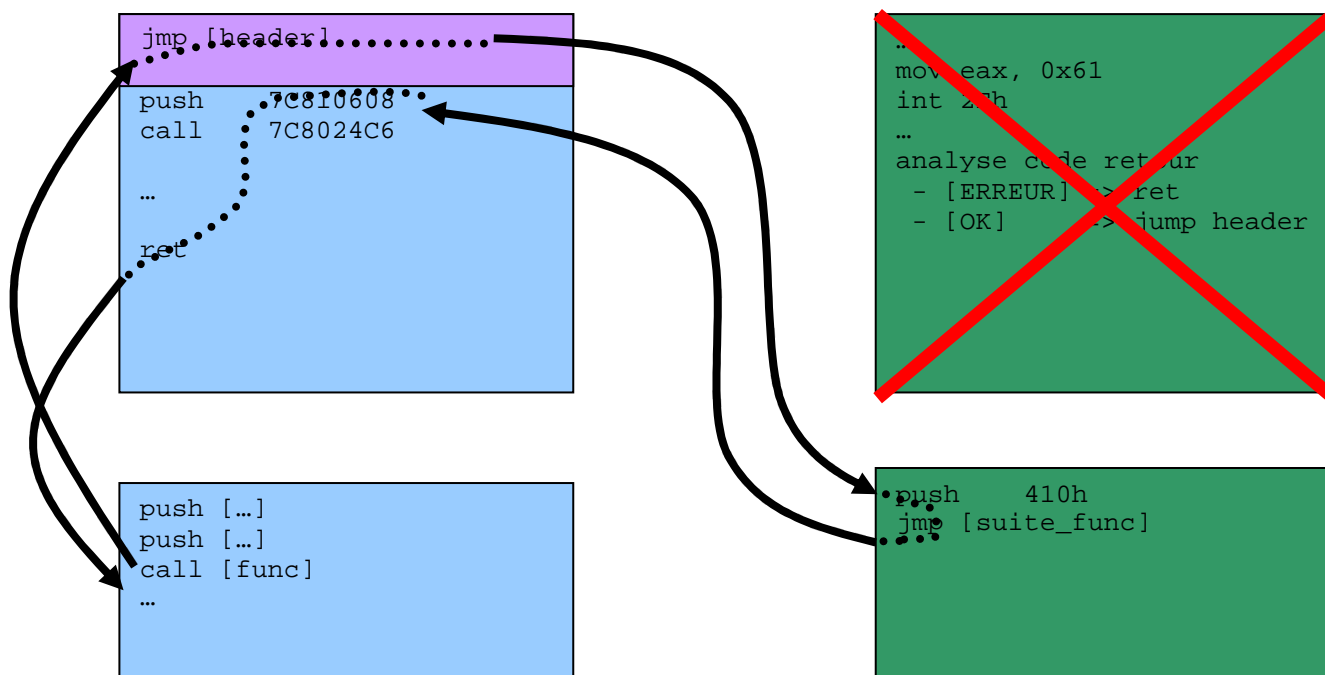 jmp [header]
push 7C810608
call 7C8024C6
…
ret
…
mov eax, 0x61
int 2Eh
…
analyse code retour
- [ERREUR] -> ret
- [OK] -> jump header
push […]
push […]
call [func]
…
push 410h
jmp [suite_func]